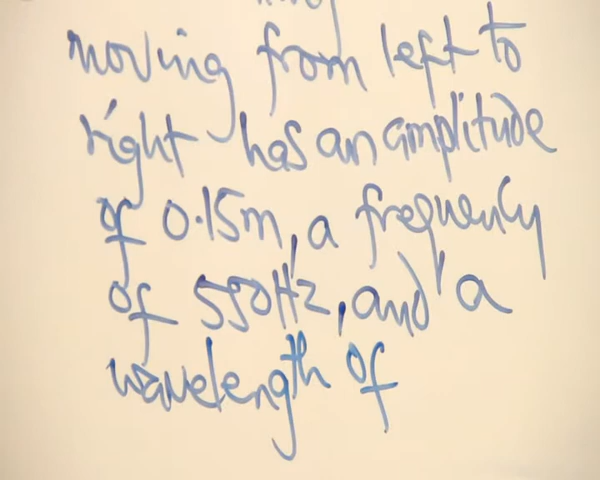 moving from left to
right has an amplitude
of 0.15m, a frequency
of 550Hz, and a
wavelength of